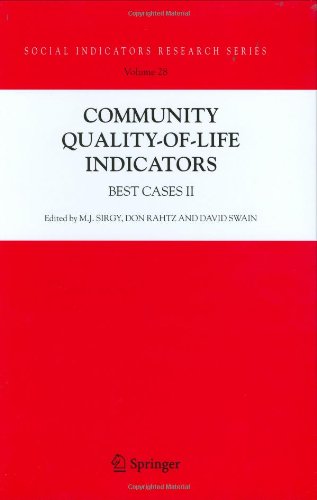 SOCIAL INDICATORS RESEARCH SERIES
Volume 28
COMMUNITY
QUALITY-OF-LIFE
INDICATORS
BEST CASES II
Edited by M.J. SIRGY, DON RAHTZ AND DAVID SWAIN
Springer